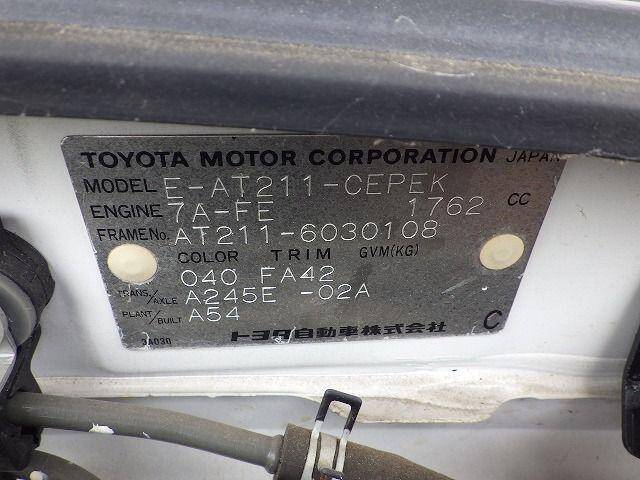 TOYOTA MOTOR CORPORATION JAPAN
MODEL E-AT211-CEPEK
ENGINE 7A-FE 1762 CC
FRAME No. AT211-6030108
COLOR TRIM GVM(KG)
040 FA42
TRANS./AXLE A245E -02A
PLANT/BUILT A54
トヨタ自動車株式会社 C
3A030